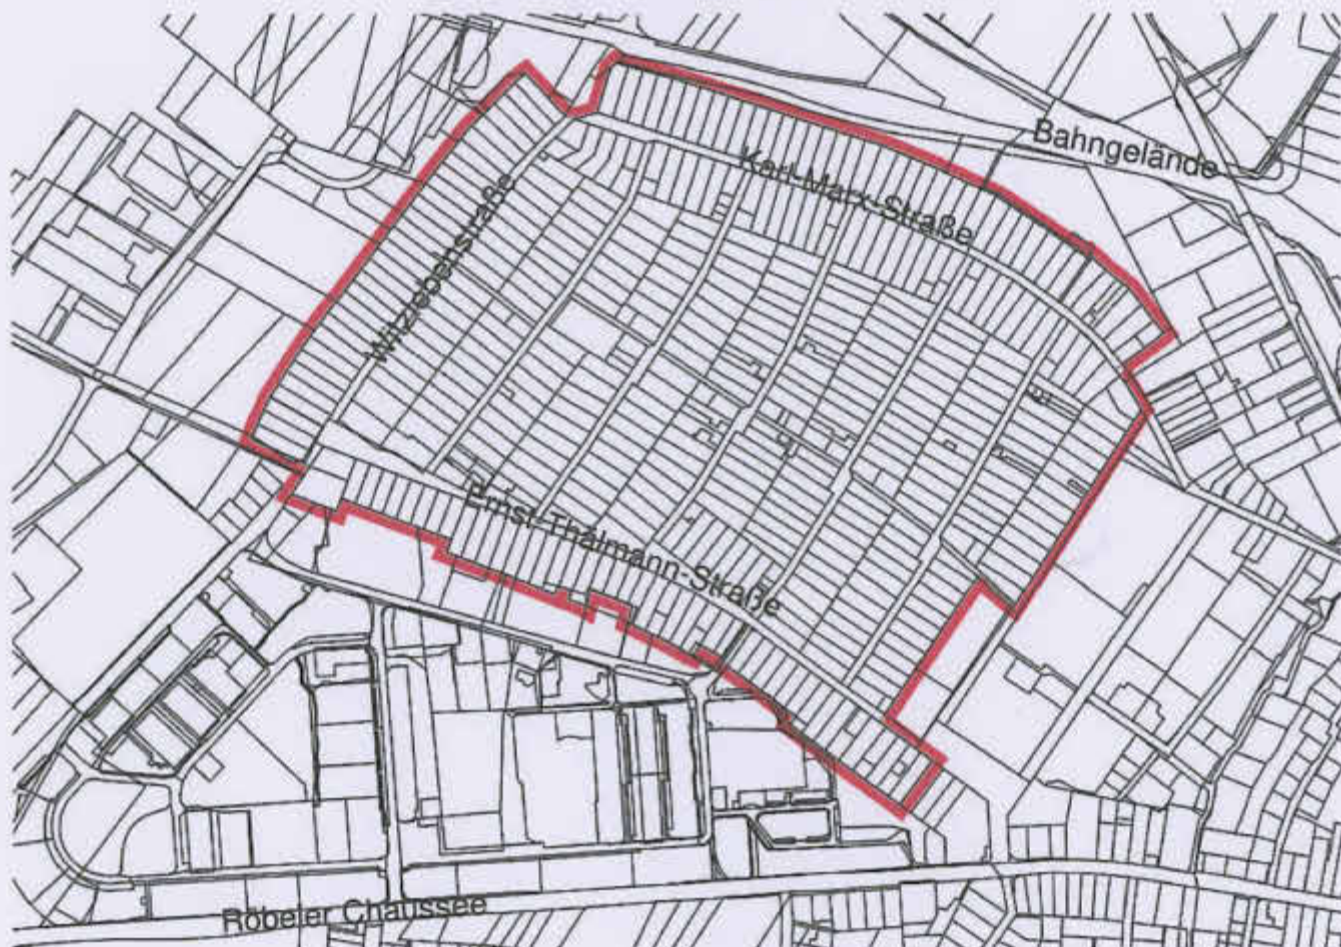 Bahngelände
Karl-Marx-Straße
Witzlebenstraße
Ernst-Thälmann-Straße
Röbeler Chaussee